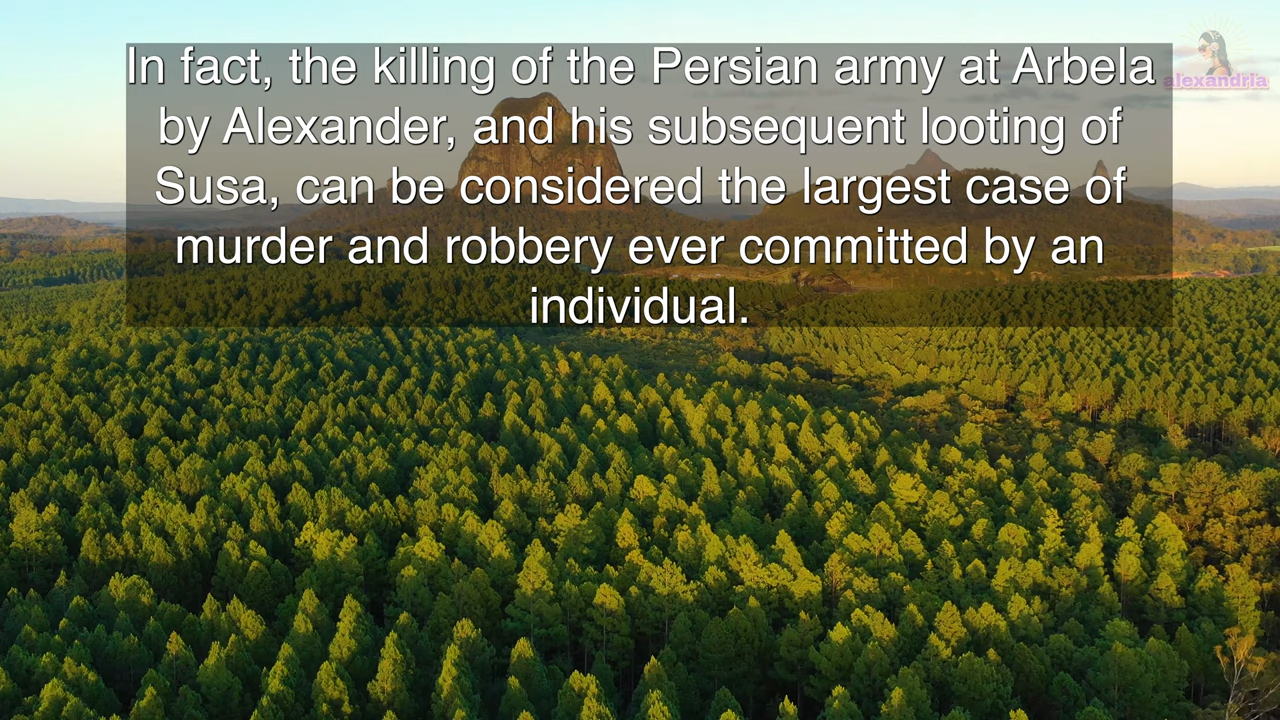 In fact, the killing of the Persian army at Arbela
by Alexander, and his subsequent looting of
Susa, can be considered the largest case of
murder and robbery ever committed by an
individual.
alexandria